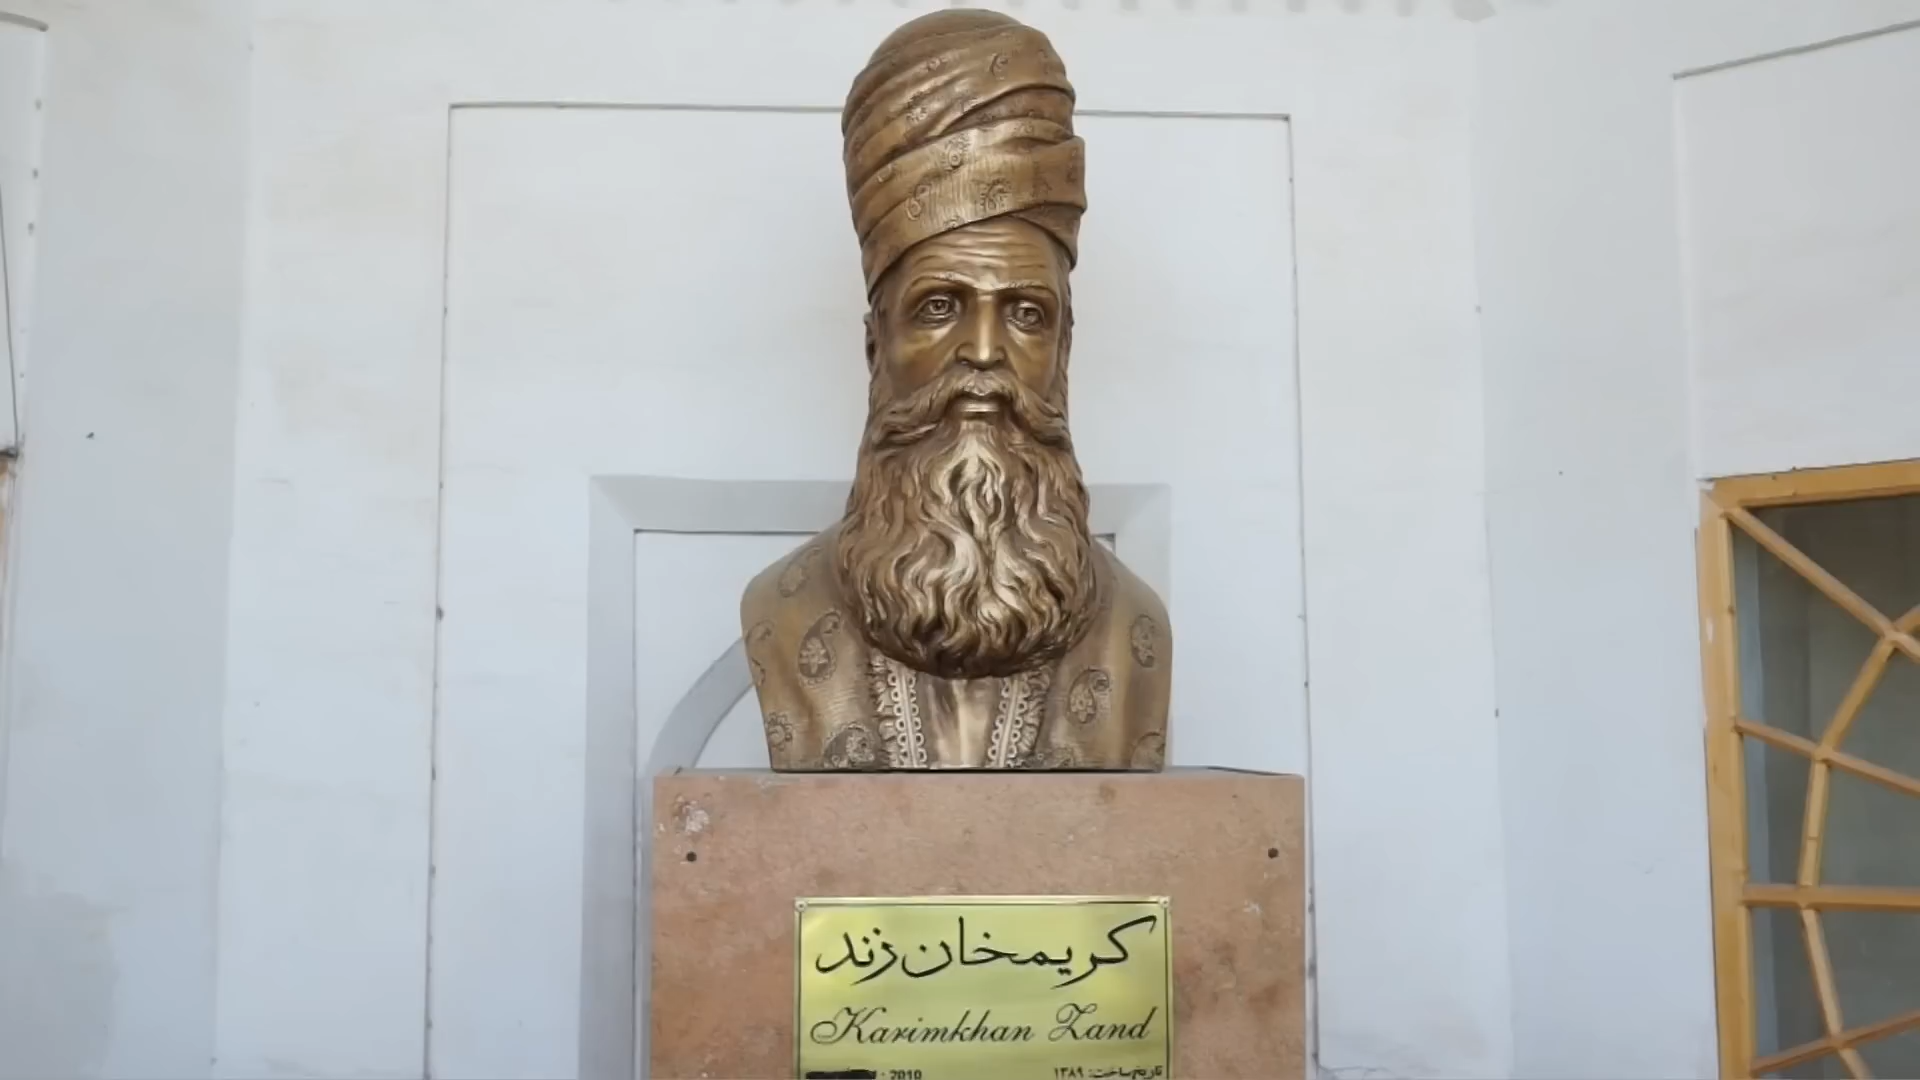 کریمخان زند
Karimkhan Zand
: 2010 تاریخ ساخت: ۱۳۸۹